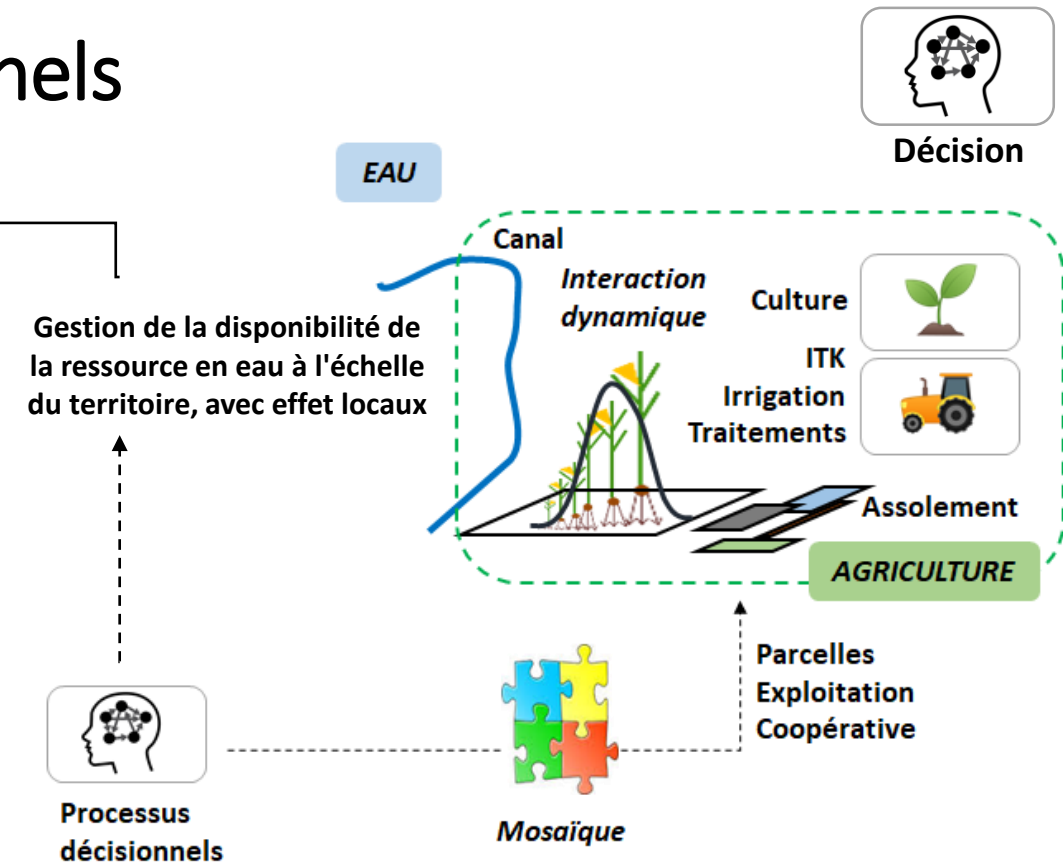 nels
Décision
EAU
Canal
Interaction
dynamique
Culture
ITK
Irrigation
Traitements
Assolement
AGRICULTURE
Gestion de la disponibilité de
la ressource en eau à l'échelle
du territoire, avec effet locaux
Parcelles
Exploitation
Coopérative
Processus
décisionnels
Mosaïque